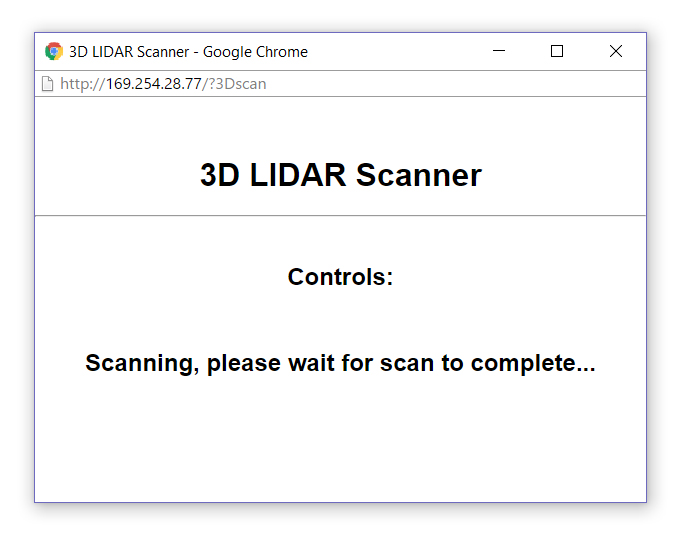 3D LIDAR Scanner - Google Chrome
http://169.254.28.77/?3Dscan
3D LIDAR Scanner
Controls:
Scanning, please wait for scan to complete...